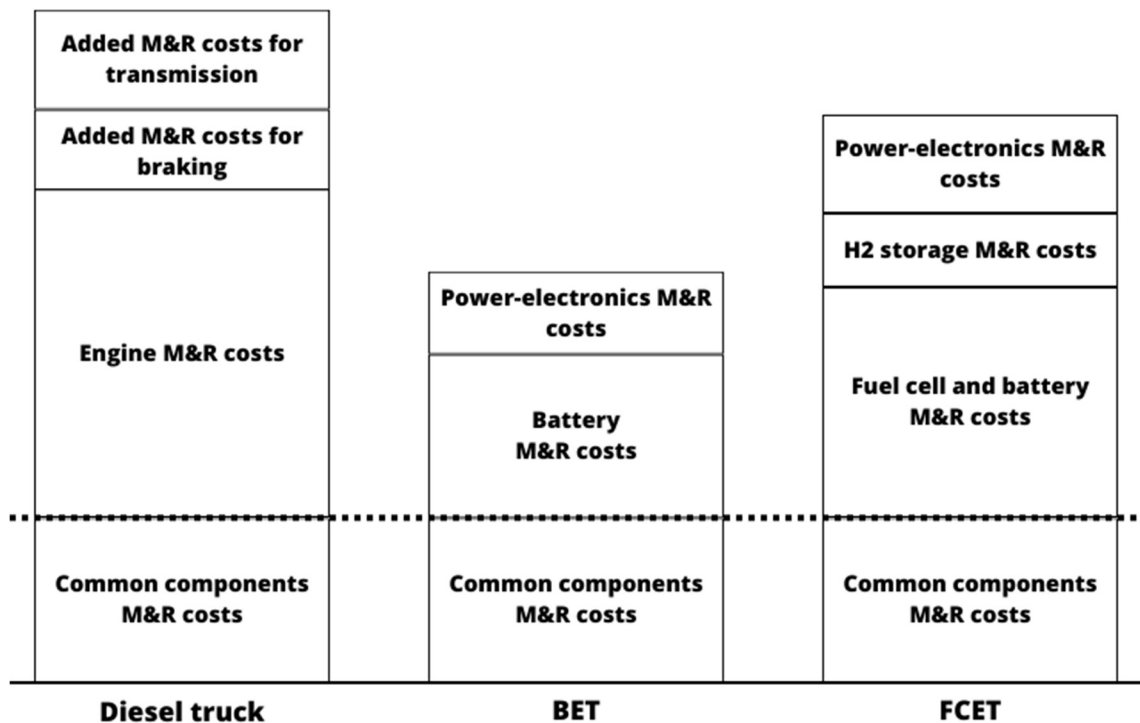 Added M&R costs for
transmission
Added M&R costs for
braking
Engine M&R costs
Common components
M&R costs
Diesel truck
Power-electronics M&R
costs
Battery
M&R costs
Common components
M&R costs
BET
Power-electronics M&R
costs
H2 storage M&R costs
Fuel cell and battery
M&R costs
Common components
M&R costs
FCET